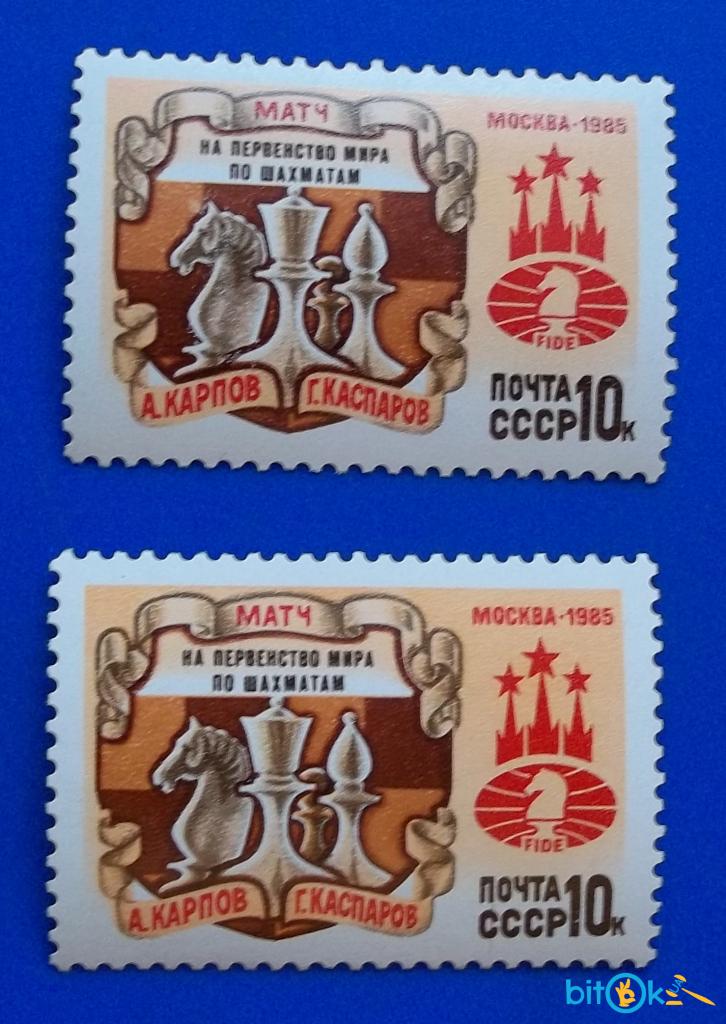 МАТЧ
НА ПЕРВЕНСТВО МИРА
ПО ШАХМАТАМ
А. КАРПОВ
Г. КАСПАРОВ
МОСКВА·1985
FIDE
ПОЧТА
СССР 10к
МАТЧ
НА ПЕРВЕНСТВО МИРА
ПО ШАХМАТАМ
А. КАРПОВ
Г. КАСПАРОВ
МОСКВА·1985
FIDE
ПОЧТА
СССР 10к
bitOk.UA